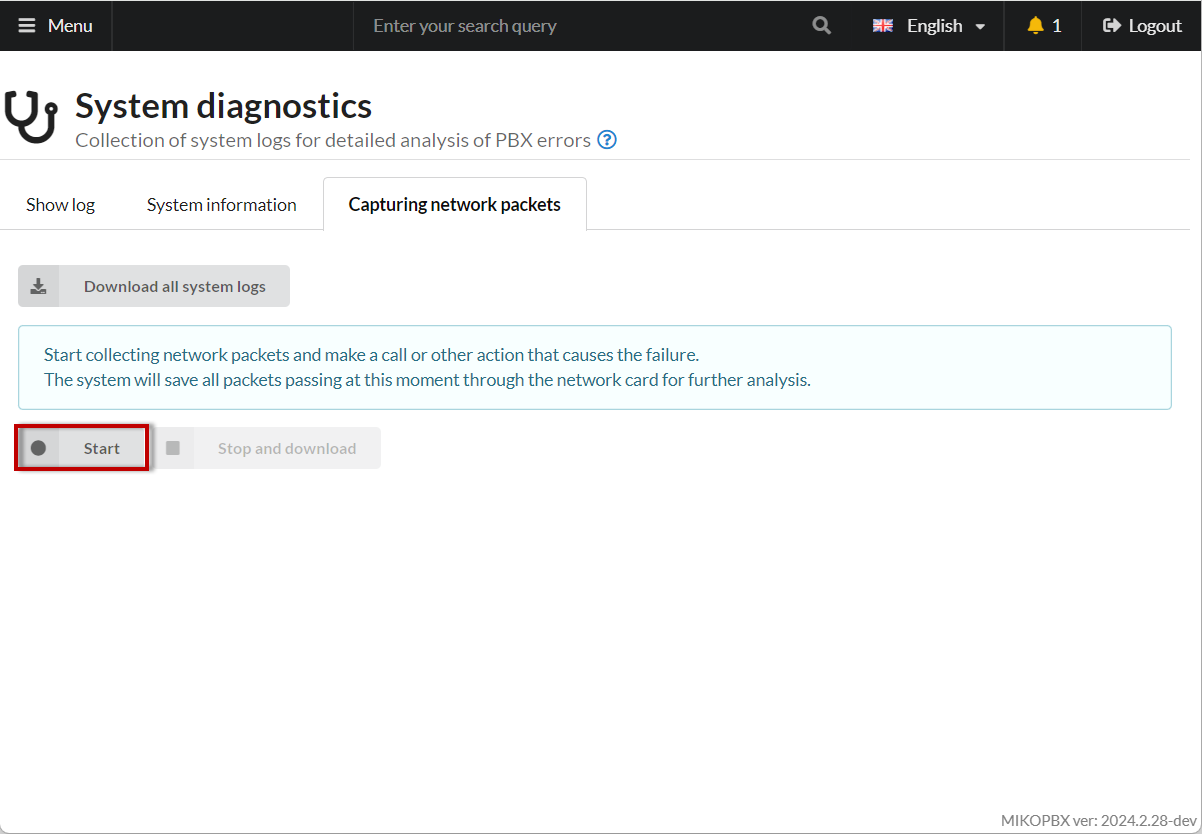 Menu
Enter your search query
English
1
Logout
System diagnostics
Collection of system logs for detailed analysis of PBX errors ?
Show log
System information
Capturing network packets
Download all system logs
Start collecting network packets and make a call or other action that causes the failure.
The system will save all packets passing at this moment through the network card for further analysis.
Start
Stop and download
MIKOPBX ver: 2024.2.28-dev